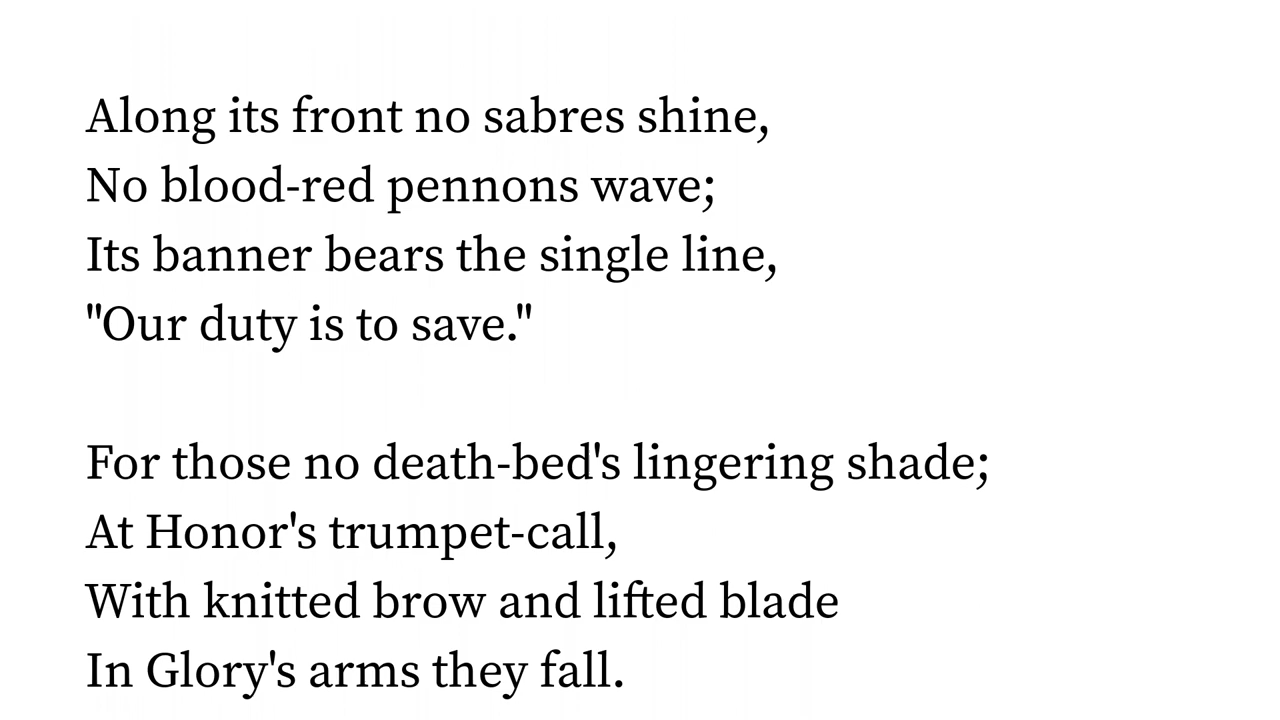 Along its front no sabres shine,
No blood-red pennons wave;
Its banner bears the single line,
"Our duty is to save."

For those no death-bed's lingering shade;
At Honor's trumpet-call,
With knitted brow and lifted blade
In Glory's arms they fall.